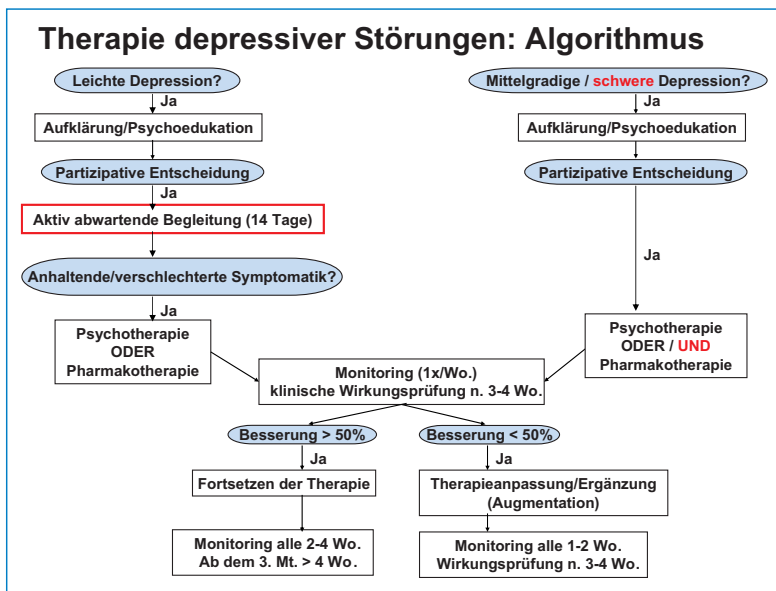 Therapie depressiver Störungen: Algorithmus
Leichte Depression?
Ja
Aufklärung/Psychoedukation
Partizipative Entscheidung
Ja
Aktiv abwartende Begleitung (14 Tage)
Anhaltende/verschlechterte Symptomatik?
Ja
Psychotherapie
ODER
Pharmakotherapie
Mittelgradige / schwere Depression?
Ja
Aufklärung/Psychoedukation
Partizipative Entscheidung
Ja
Psychotherapie
ODER / UND
Pharmakotherapie
Monitoring (1x/Wo.)
klinische Wirkungsprüfung n. 3-4 Wo.
Besserung > 50%
Ja
Fortsetzen der Therapie
Monitoring alle 2-4 Wo.
Ab dem 3. Mt. > 4 Wo.
Besserung < 50%
Ja
Therapieanpassung/Ergänzung
(Augmentation)
Monitoring alle 1-2 Wo.
Wirkungsprüfung n. 3-4 Wo.